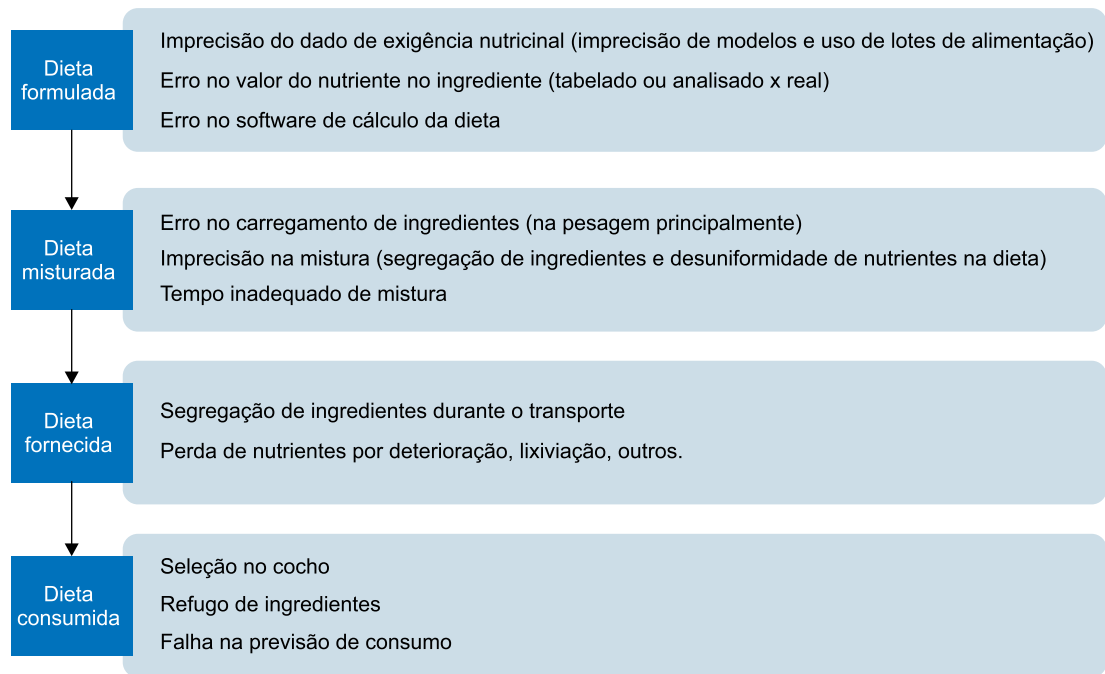 Dieta
formulada
Imprecisão do dado de exigência nutricinal (imprecisão de modelos e uso de lotes de alimentação)
Erro no valor do nutriente no ingrediente (tabelado ou analisado x real)
Erro no software de cálculo da dieta
Dieta
misturada
Erro no carregamento de ingredientes (na pesagem principalmente)
Imprecisão na mistura (segregação de ingredientes e desuniformidade de nutrientes na dieta)
Tempo inadequado de mistura
Dieta
fornecida
Segregação de ingredientes durante o transporte
Perda de nutrientes por deterioração, lixiviação, outros.
Dieta
consumida
Seleção no cocho
Refugo de ingredientes
Falha na previsão de consumo